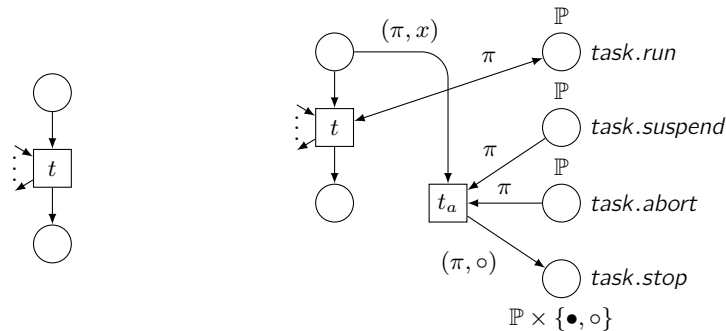 t
(π, x)
ℙ
π
task.run
t
ℙ
π
task.suspend
ℙ
π
task.abort
t_a
(π, ∘)
task.stop
ℙ × {•, ∘}